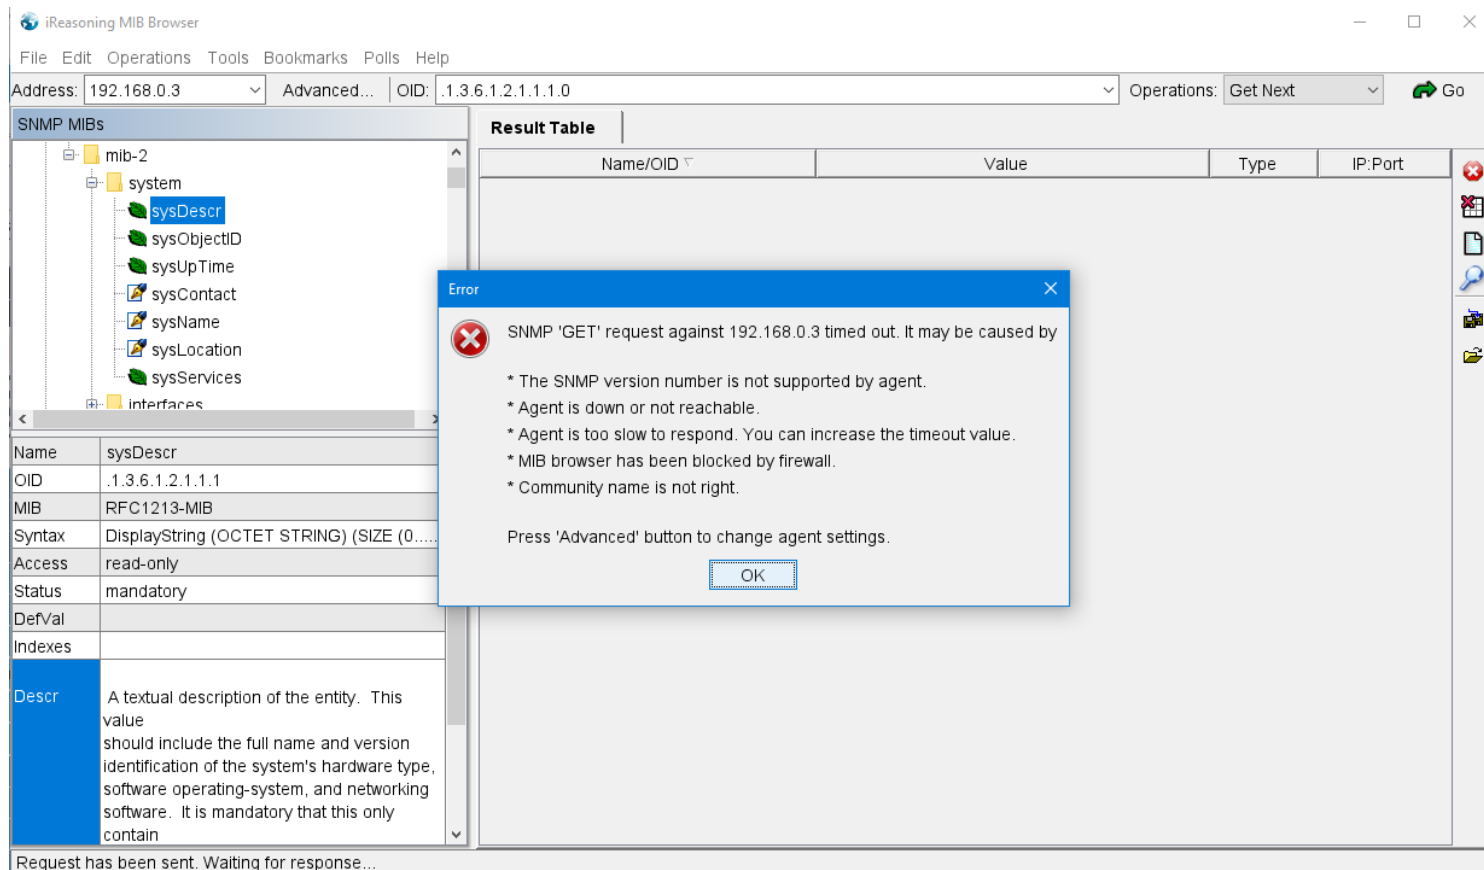 iReasoning MIB Browser
File Edit Operations Tools Bookmarks Polls Help
Address: 192.168.0.3 Advanced... OID: .1.3.6.1.2.1.1.1.0 Operations: Get Next Go
SNMP MIBs
mib-2
system
sysDescr
sysObjectID
sysUpTime
sysContact
sysName
sysLocation
sysServices
interfaces
Name sysDescr
OID .1.3.6.1.2.1.1.1
MIB RFC1213-MIB
Syntax DisplayString (OCTET STRING) (SIZE (0.....
Access read-only
Status mandatory
DefVal
Indexes
Descr A textual description of the entity. This
value
should include the full name and version
identification of the system's hardware type,
software operating-system, and networking
software. It is mandatory that this only
contain
Result Table
Name/OID Value Type IP:Port
Error
SNMP 'GET' request against 192.168.0.3 timed out. It may be caused by
* The SNMP version number is not supported by agent.
* Agent is down or not reachable.
* Agent is too slow to respond. You can increase the timeout value.
* MIB browser has been blocked by firewall.
* Community name is not right.
Press 'Advanced' button to change agent settings.
OK
Request has been sent. Waiting for response...